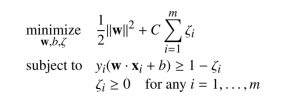 minimize 1/2 ||w||² + C ∑_{i=1}^{m} ζ_i
w,b,ζ
subject to y_i(w · x_i + b) ≥ 1 − ζ_i
ζ_i ≥ 0 for any i = 1, . . . , m